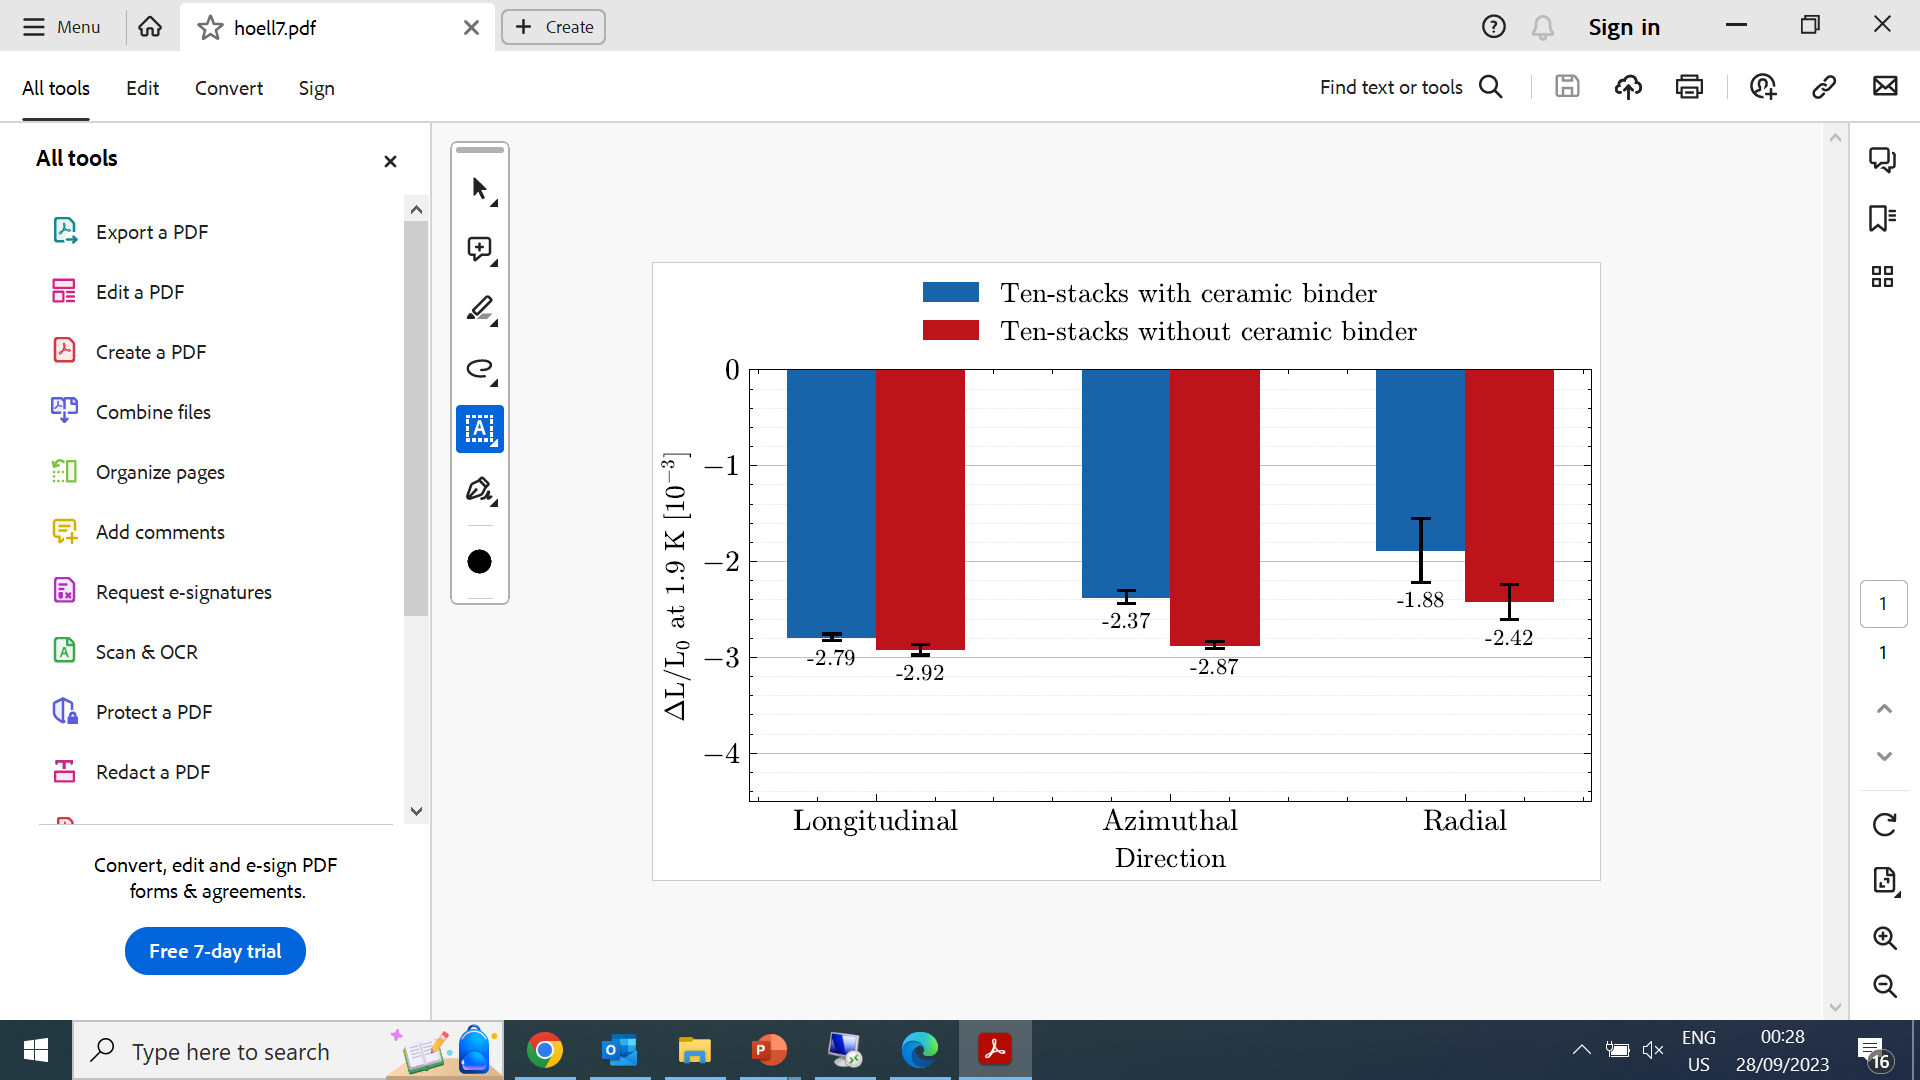 Menu
hoell7.pdf
Create
Sign in
All tools
Edit
Convert
Sign
Find text or tools
All tools
Export a PDF
Edit a PDF
Create a PDF
Combine files
Organize pages
Add comments
Request e-signatures
Scan & OCR
Protect a PDF
Redact a PDF
Convert, edit and e-sign PDF
forms & agreements.
Free 7-day trial
Ten-stacks with ceramic binder
Ten-stacks without ceramic binder
0
−1
−2
−3
−4
ΔL/L₀ at 1.9 K [10⁻³]
-2.79
-2.92
-2.37
-2.87
-1.88
-2.42
Longitudinal
Azimuthal
Radial
Direction
1
1
Type here to search
ENG
US
00:28
28/09/2023
16